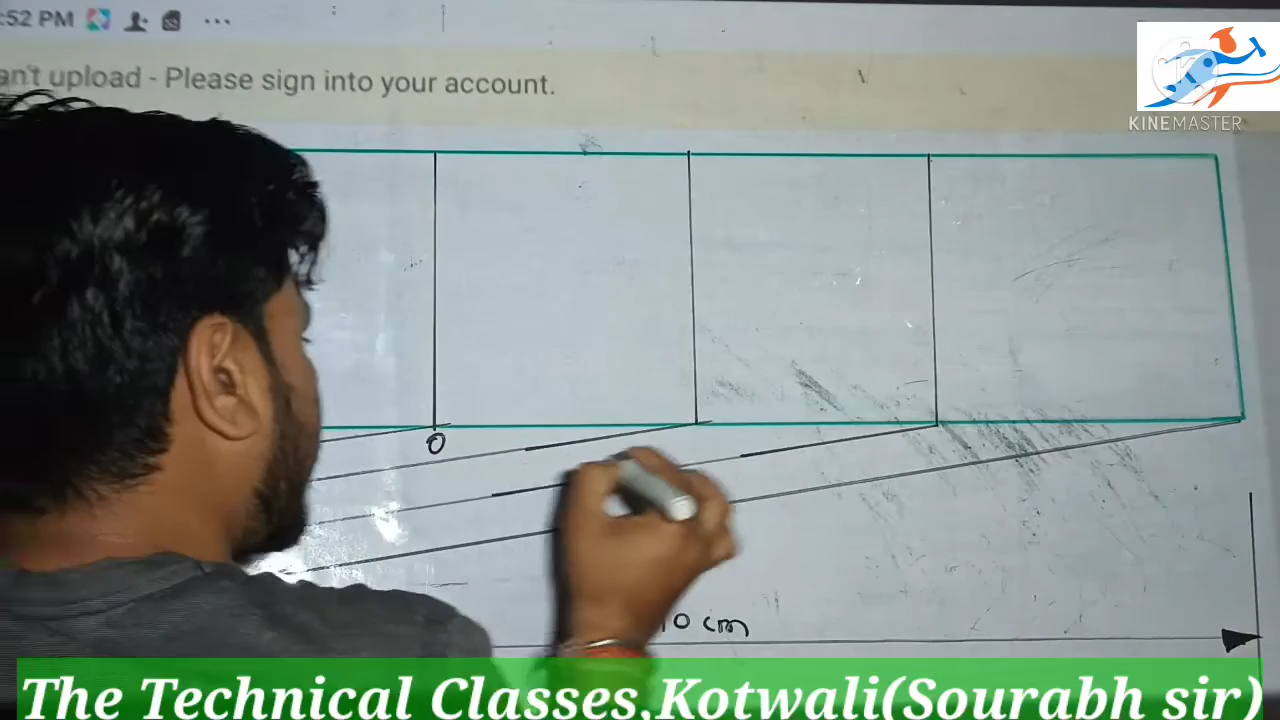 :52 PM
an't upload - Please sign into your account.
KINEMASTER
0
10 cm
The Technical Classes,Kotwali(Sourabh sir)